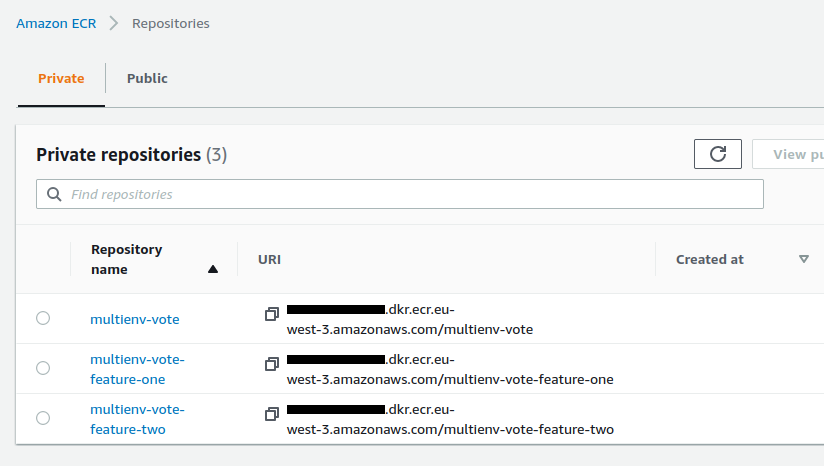 Amazon ECR > Repositories
Private Public
Private repositories (3)
View pu
Find repositories
Repository
name
URI
Created at
multienv-vote
.dkr.ecr.eu-
west-3.amazonaws.com/multienv-vote
multienv-vote-
feature-one
.dkr.ecr.eu-
west-3.amazonaws.com/multienv-vote-feature-one
multienv-vote-
feature-two
.dkr.ecr.eu-
west-3.amazonaws.com/multienv-vote-feature-two